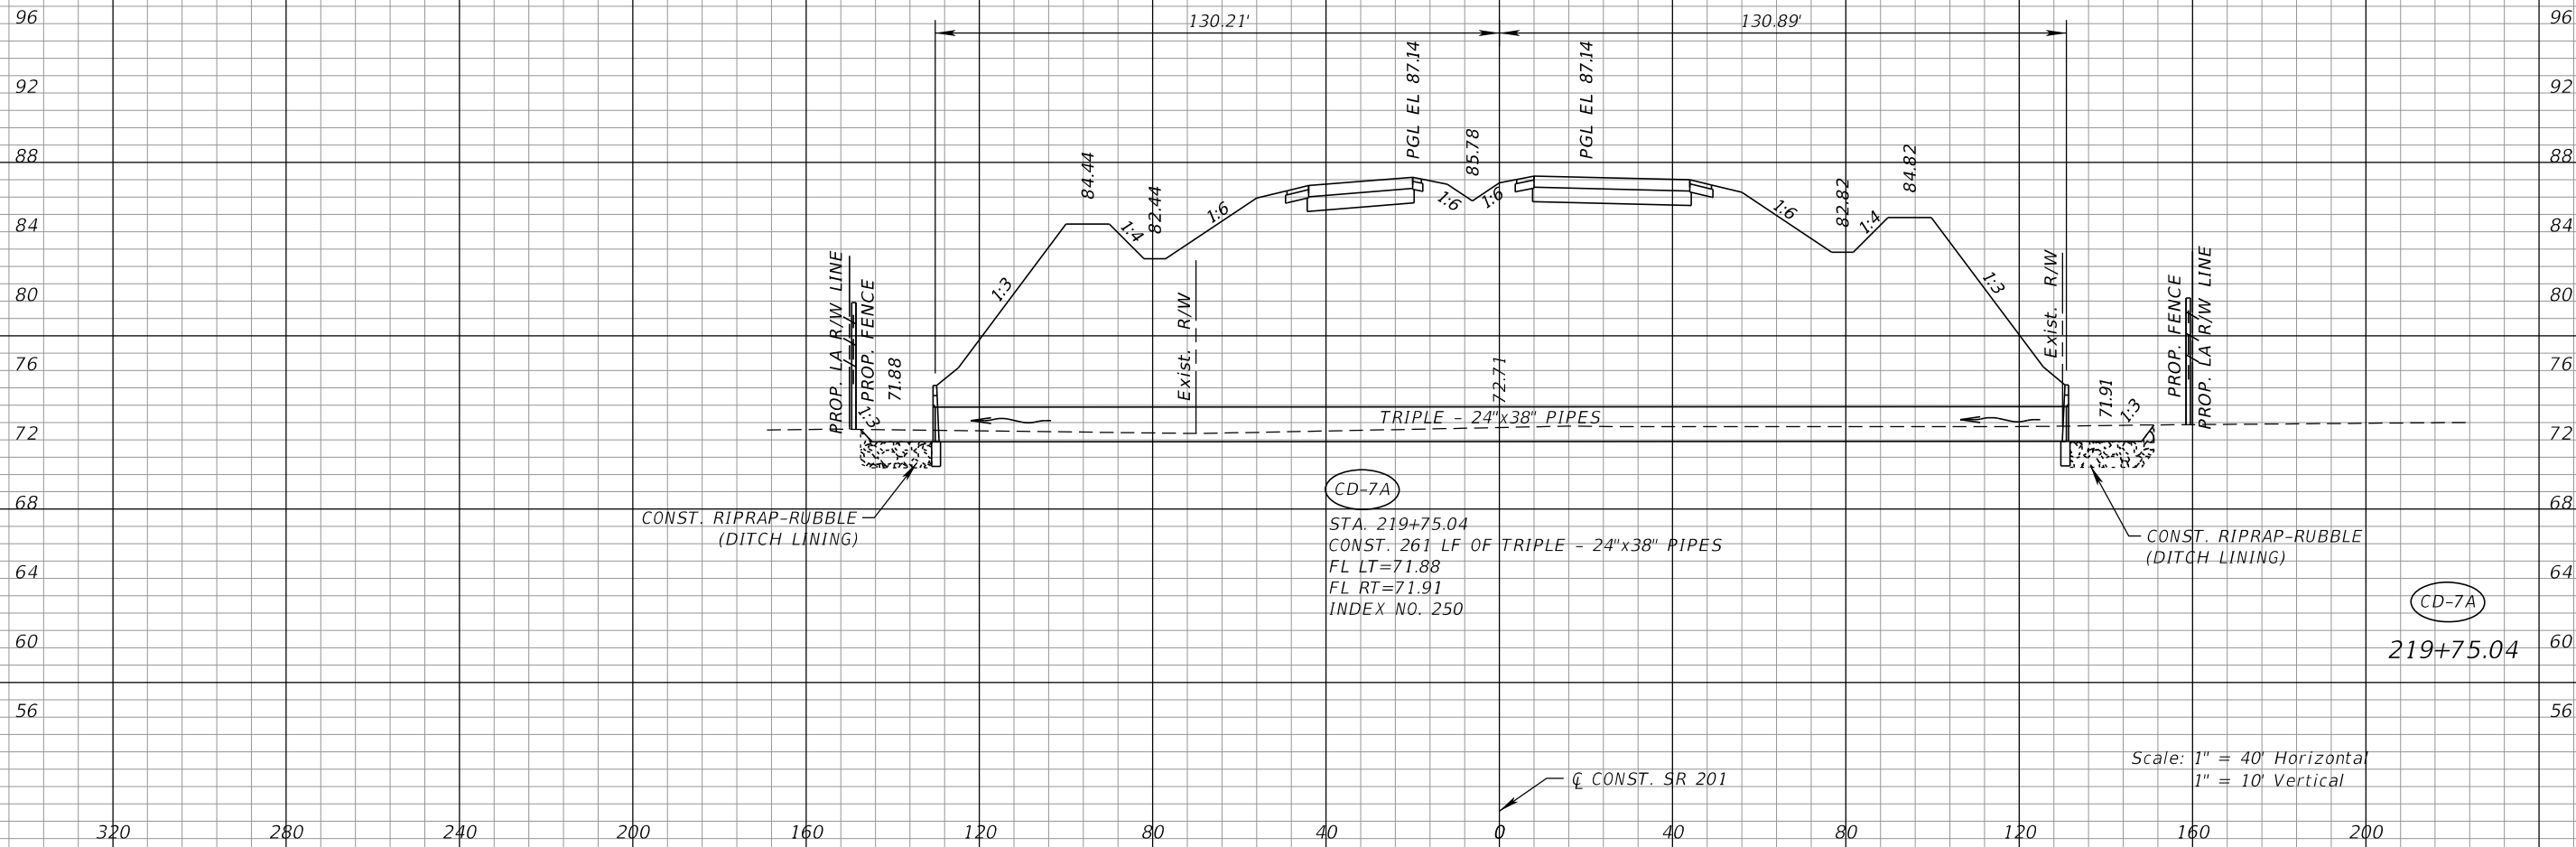 130.21'
130.89'
96
96
92
92
88
88
84
84
80
80
76
76
72
72
68
68
64
64
60
60
56
56
PROP. LA R/W LINE
PROP. FENCE
1:3
71.88
1:3
84.44
1:4
82.44
Exist. R/W
1:6
PGL EL 87.14
1:6
85.78
1:6
72.71
PGL EL 87.14
1:6
82.82
1:4
84.82
1:3
Exist. R/W
71.91
1:3
PROP. FENCE
PROP. LA R/W LINE
TRIPLE - 24"x38" PIPES
CONST. RIPRAP-RUBBLE
(DITCH LINING)
CD-7A
STA. 219+75.04
CONST. 261 LF OF TRIPLE - 24"x38" PIPES
FL LT=71.88
FL RT=71.91
INDEX NO. 250
CONST. RIPRAP-RUBBLE
(DITCH LINING)
CD-7A
219+75.04
Scale: 1" = 40' Horizontal
1" = 10' Vertical
℄ CONST. SR 201
320 280 240 200 160 120 80 40 0 40 80 120 160 200